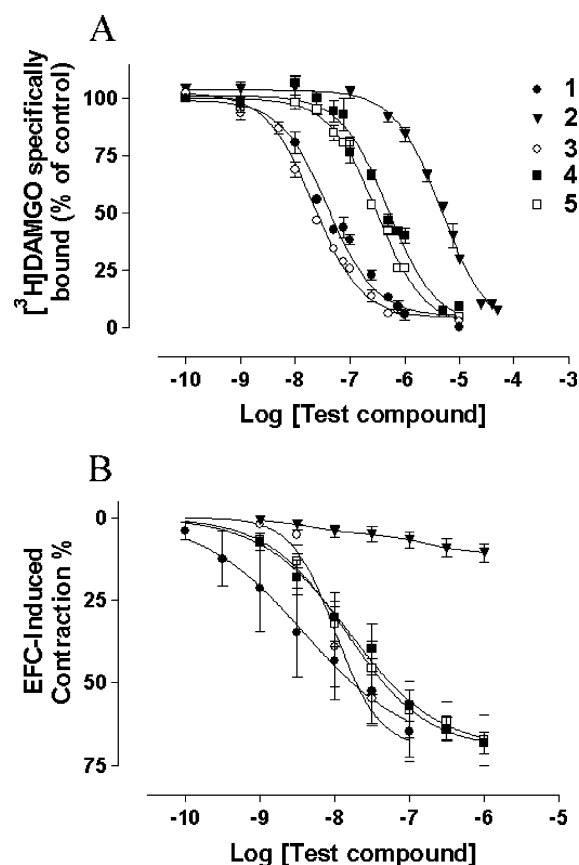 A
[³H]DAMGO specifically
bound (% of control)
100
75
50
25
0
-10 -9 -8 -7 -6 -5 -4 -3
Log [Test compound]
1
2
3
4
5
B
EFC-Induced
Contraction %
0
25
50
75
-10 -9 -8 -7 -6 -5
Log [Test compound]